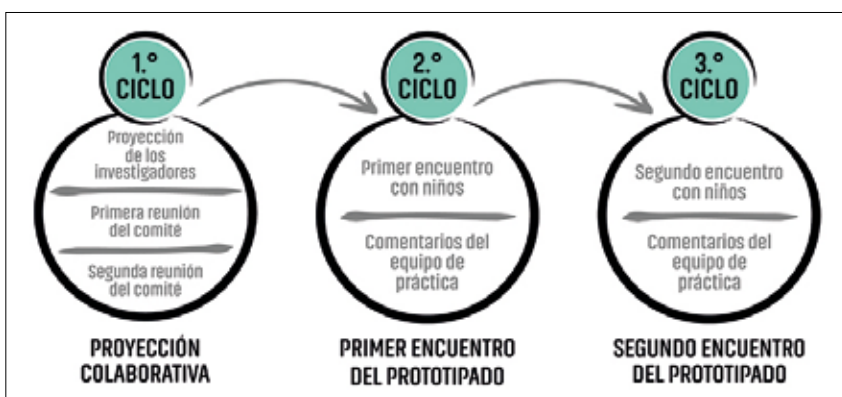 1.°
CICLO
Proyección
de los
investigadores
Primera reunión
del comité
Segunda reunión
del comité
PROYECCIÓN
COLABORATIVA
2.°
CICLO
Primer encuentro
con niños
Comentarios del
equipo de
práctica
PRIMER ENCUENTRO
DEL PROTOTIPADO
3.°
CICLO
Segundo encuentro
con niños
Comentarios del
equipo de
práctica
SEGUNDO ENCUENTRO
DEL PROTOTIPADO